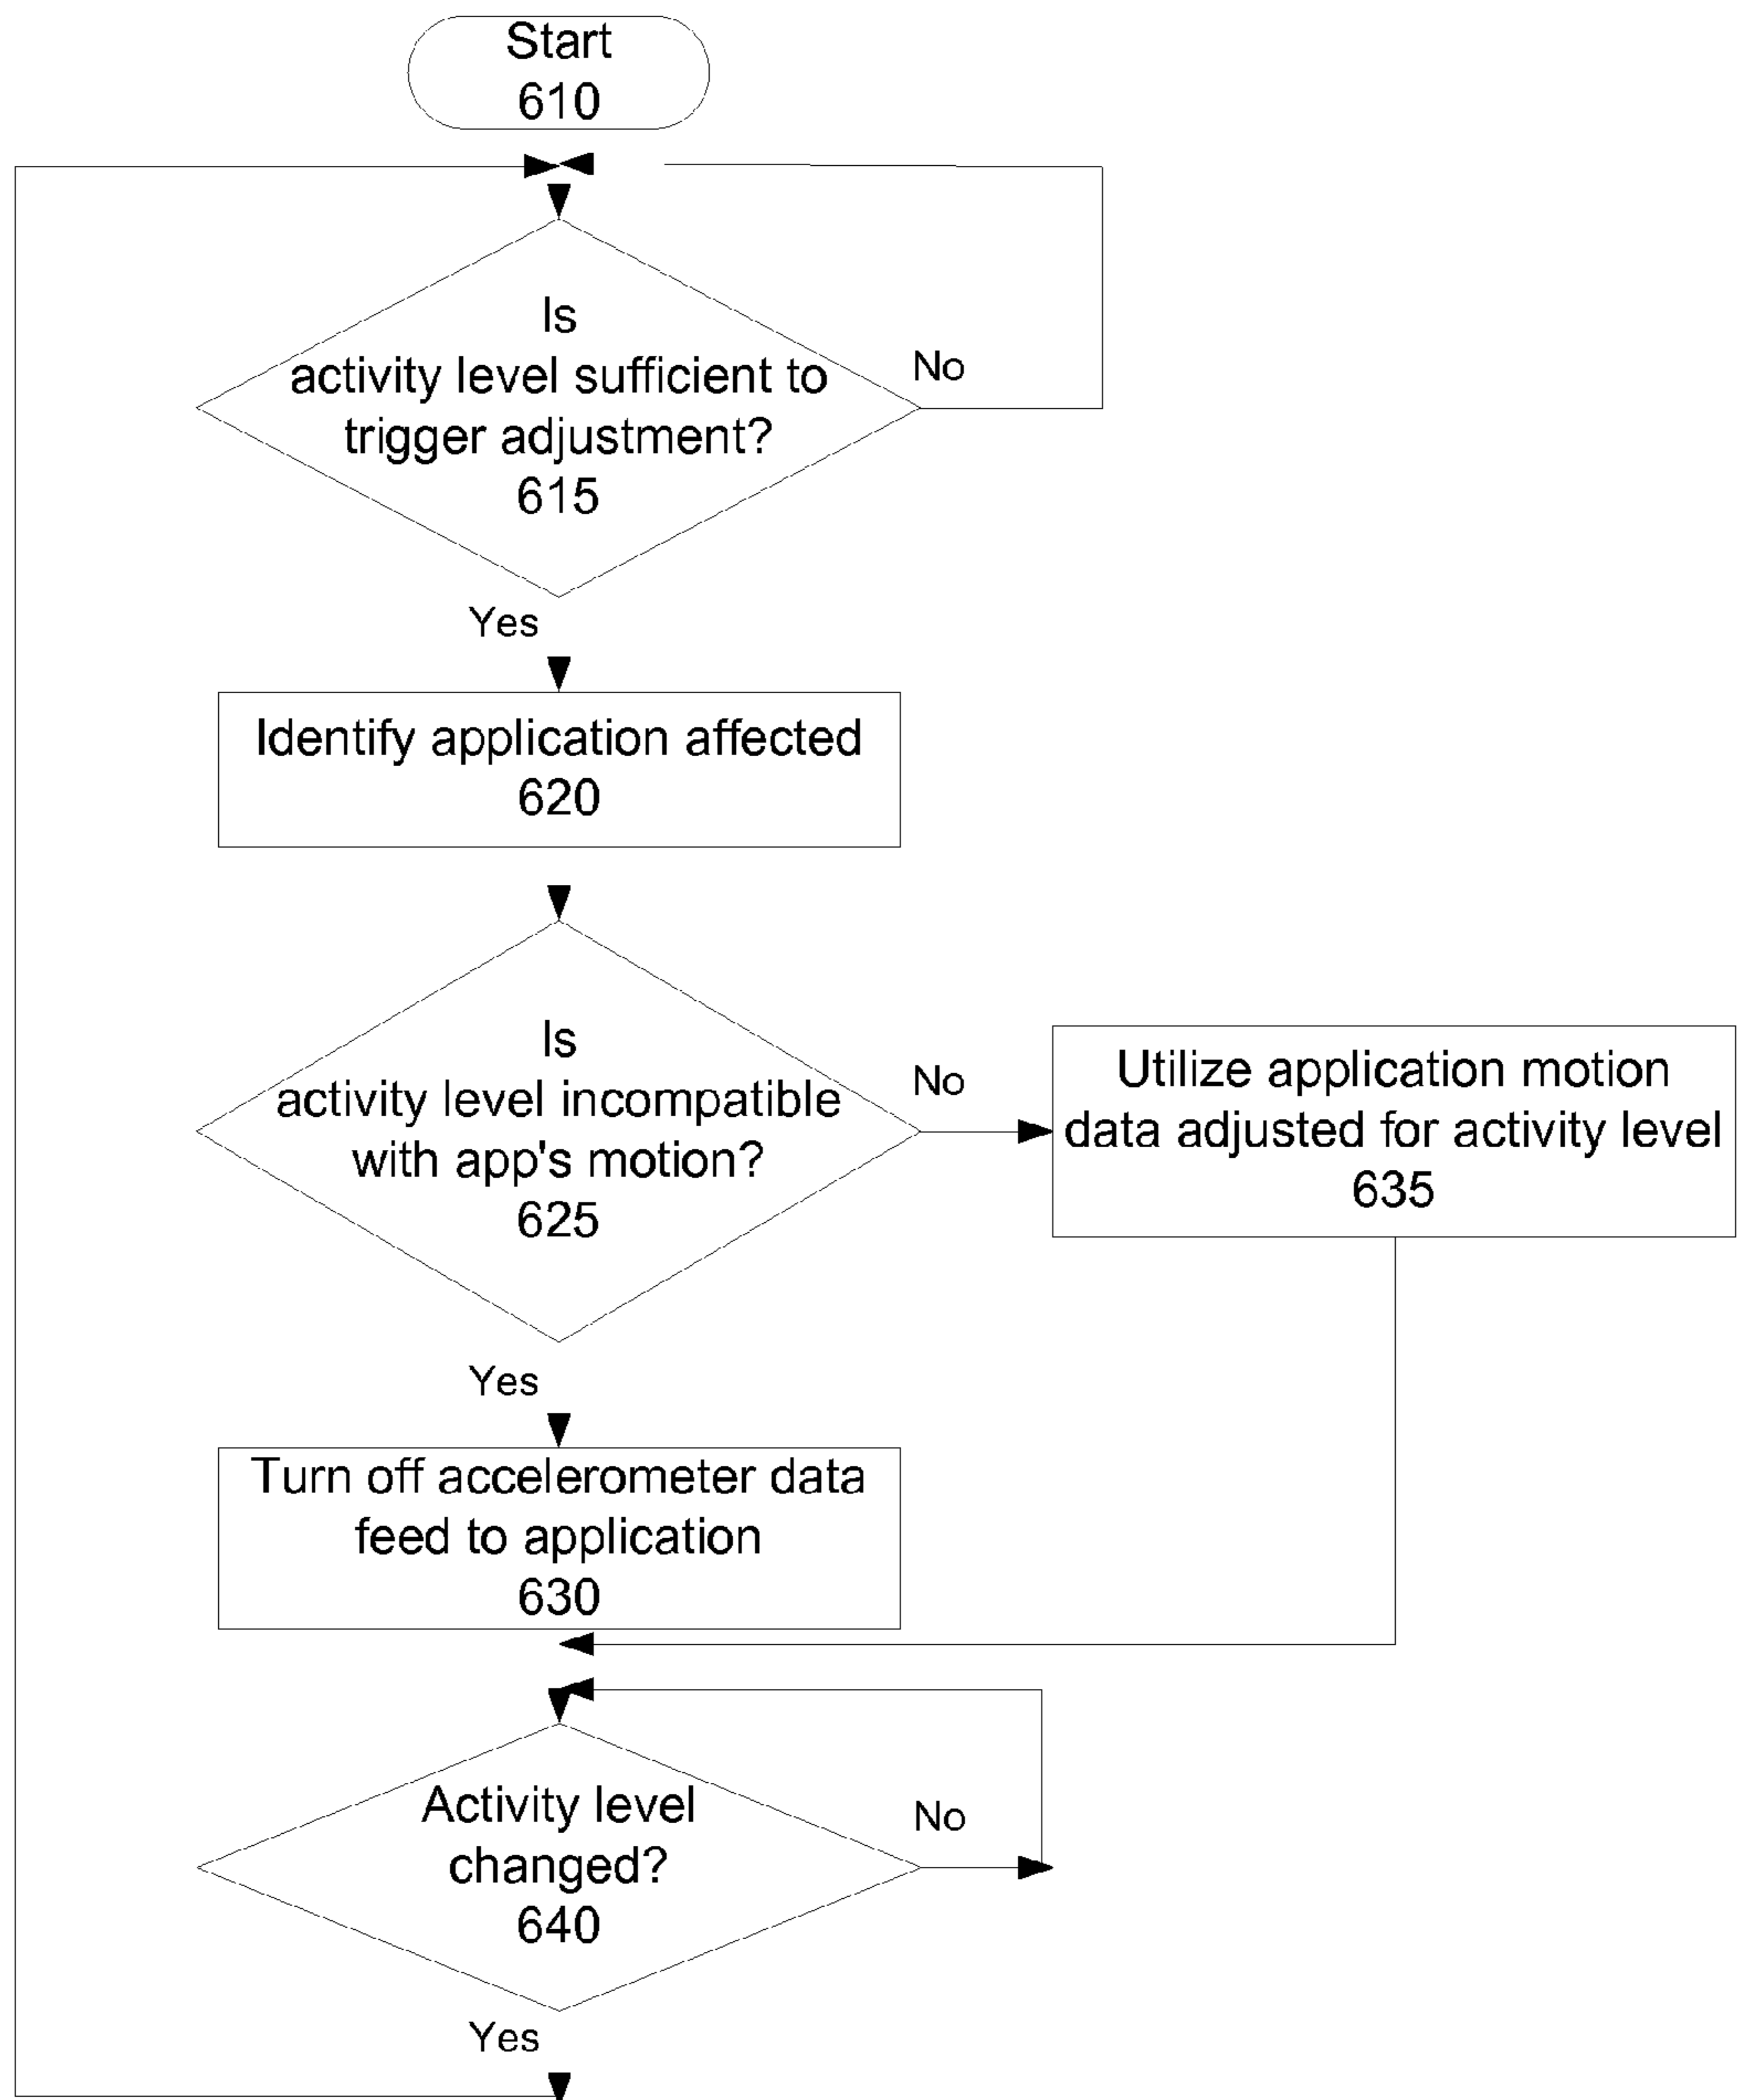 Start
610
Is
activity level sufficient to
trigger adjustment?
615
No
Yes
Identify application affected
620
Is
activity level incompatible
with app's motion?
625
No
Utilize application motion
data adjusted for activity level
635
Yes
Turn off accelerometer data
feed to application
630
Activity level
changed?
640
No
Yes